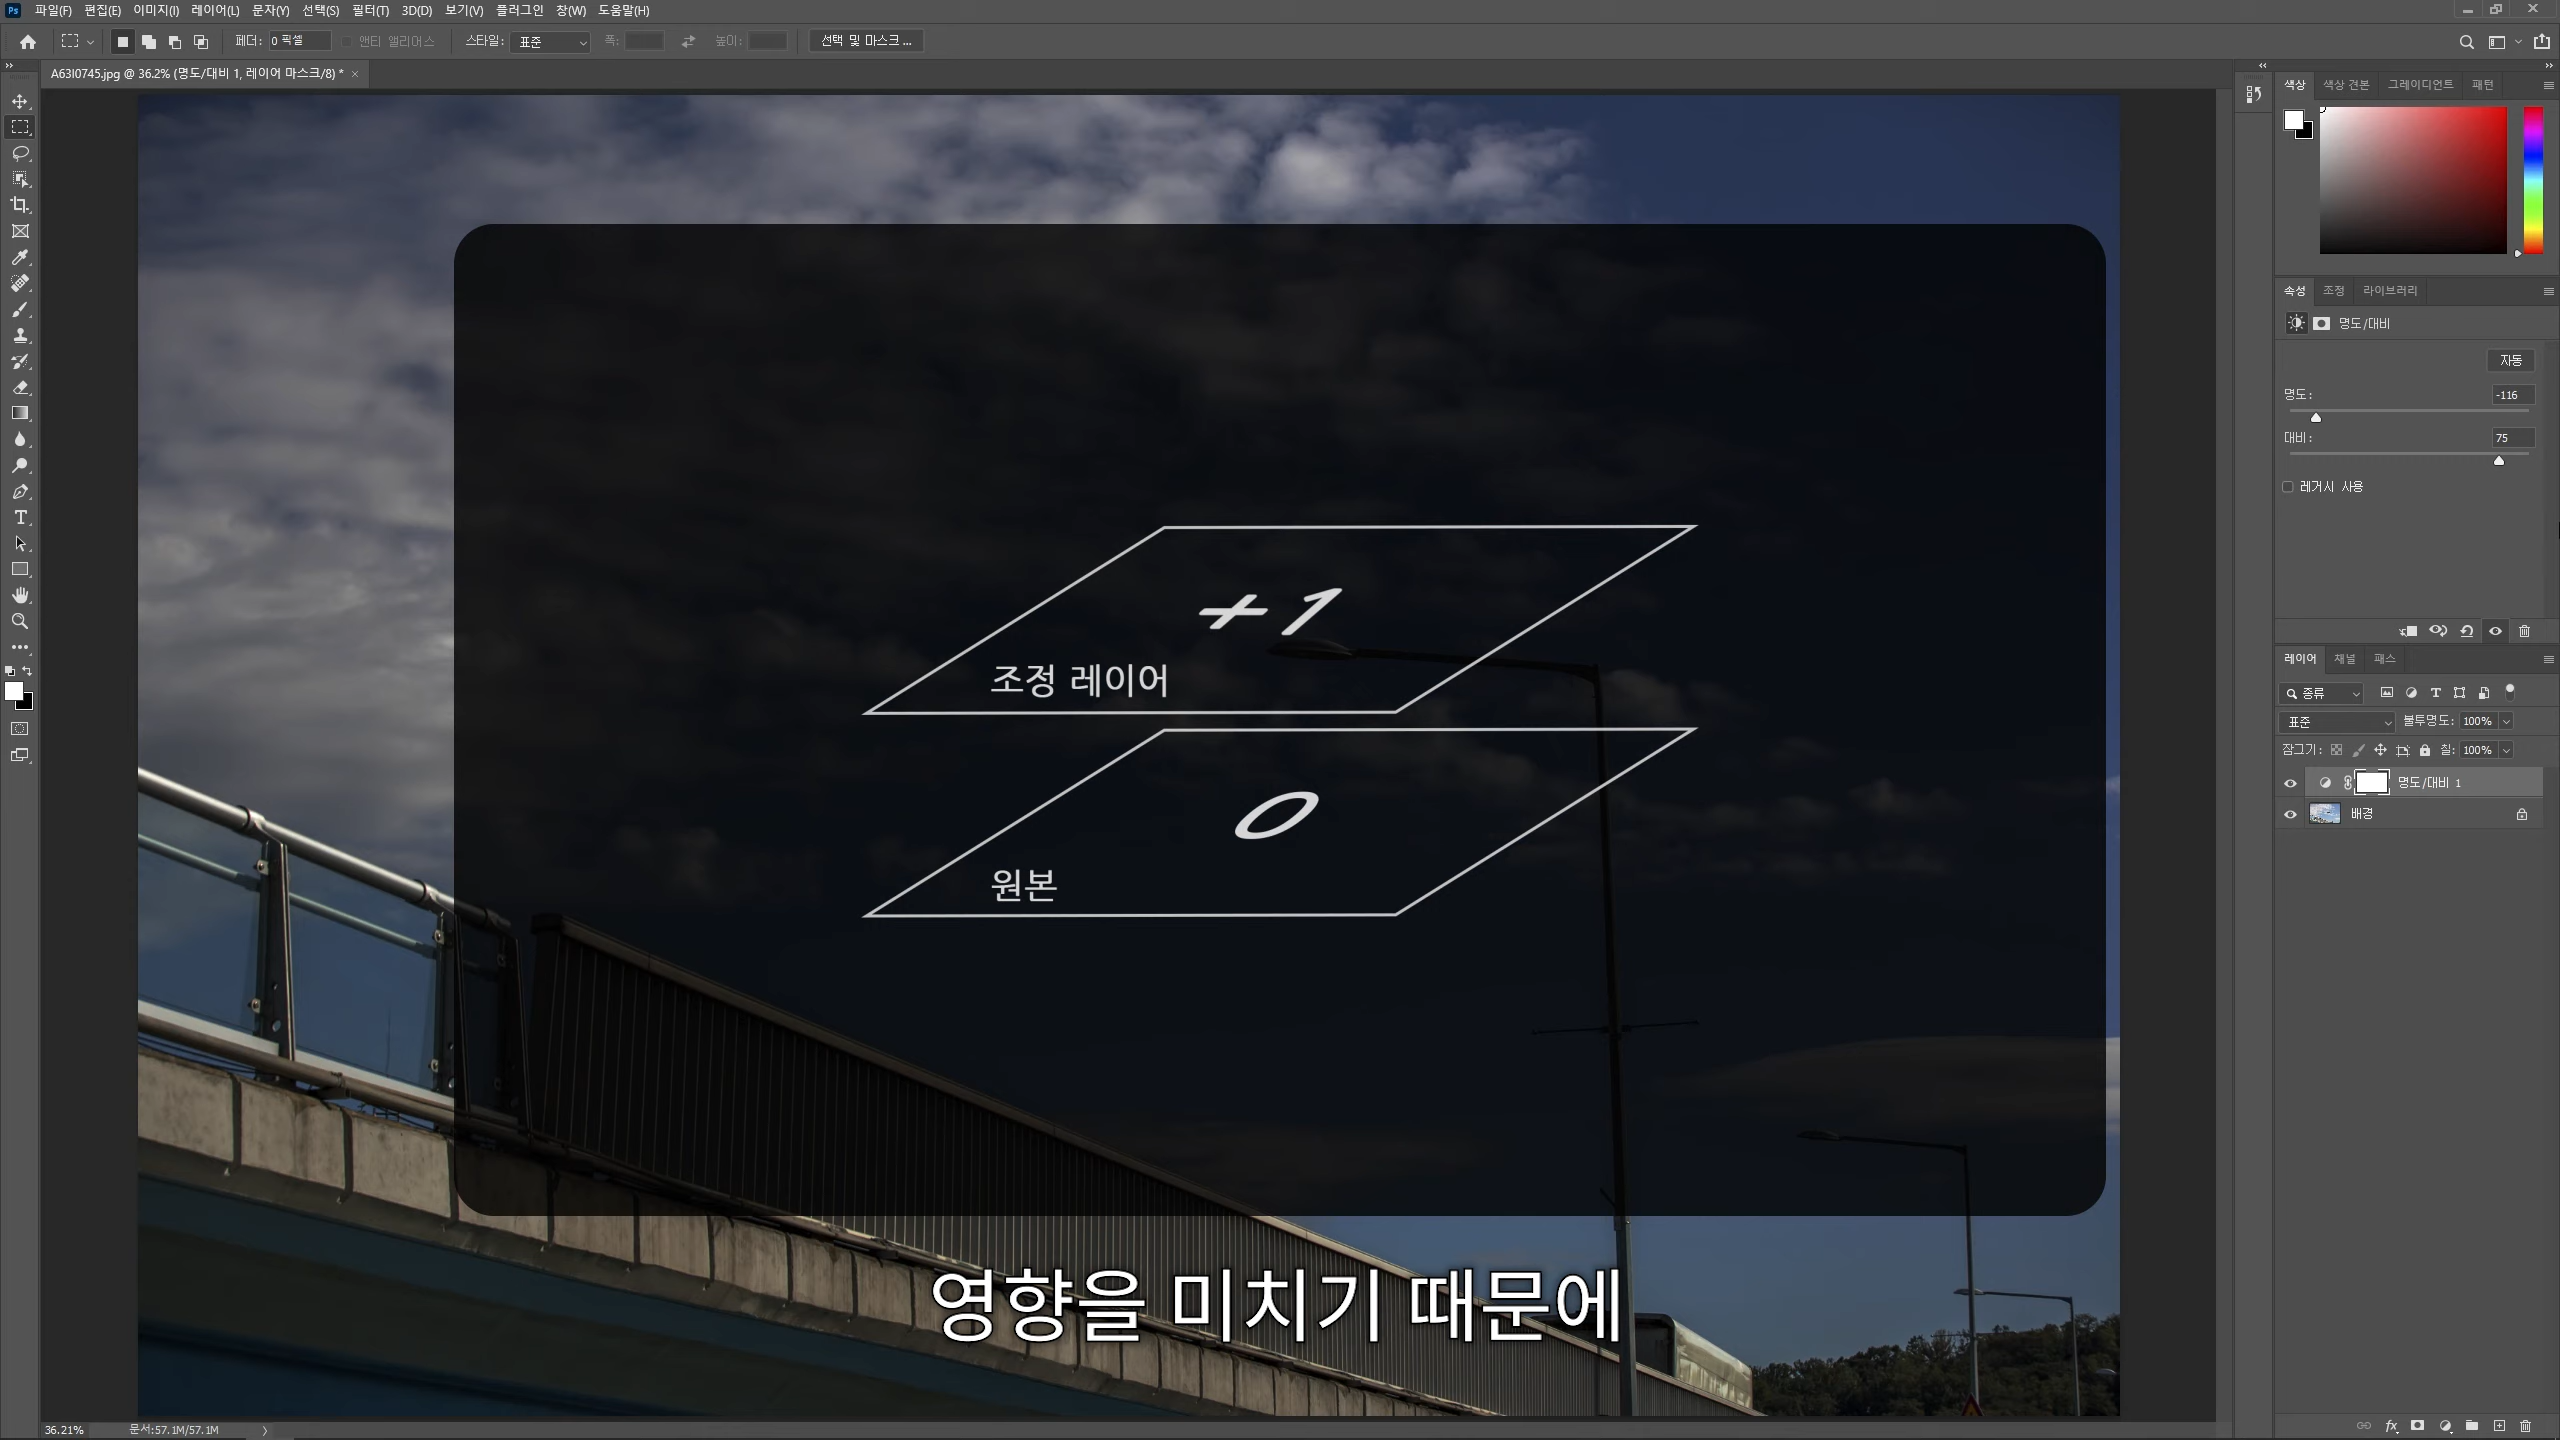 Ps 파일(F) 편집(E) 이미지(I) 레이어(L) 문자(Y) 선택(S) 필터(T) 3D(D) 보기(V) 플러그인 창(W) 도움말(H)
페더: 0 픽셀 앤티 앨리어스 스타일: 표준 폭: 높이: 선택 및 마스크...
A63I0745.jpg @ 36.2% (명도/대비 1, 레이어 마스크/8) *
색상 색상 견본 그레이디언트 패턴
속성 조정 라이브러리
명도/대비
자동
명도: -116
대비: 75
레거시 사용
+1
조정 레이어
0
원본
레이어 채널 패스
종류
표준 불투명도: 100%
잠그기: 칠: 100%
명도/대비 1
배경
영향을 미치기 때문에
36.21% 문서:57.1M/57.1M
fx